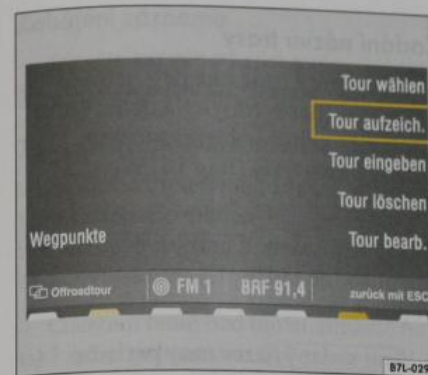 Tour wählen
Tour aufzeich.
Tour eingeben
Tour löschen
Wegpunkte Tour bearb.
Offroadtour FM 1 BRF 91,4 zurück mit ESC
B7L-029